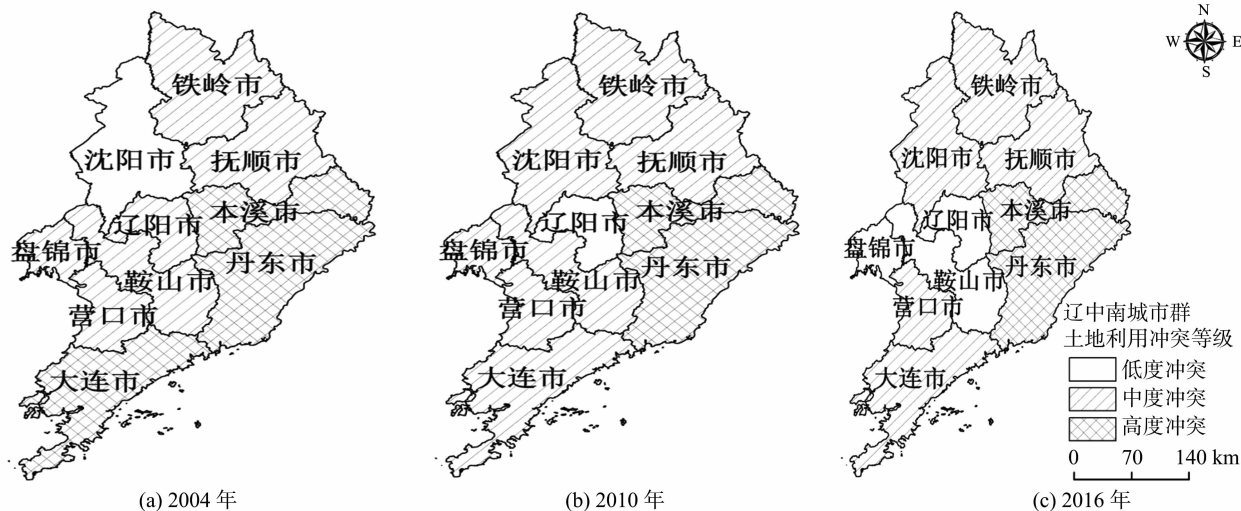 铁岭市
沈阳市
抚顺市
本溪市
辽阳市
盘锦市
鞍山市
丹东市
营口市
大连市
(a) 2004 年
铁岭市
沈阳市
抚顺市
本溪市
辽阳市
盘锦市
鞍山市
丹东市
营口市
大连市
(b) 2010 年
铁岭市
沈阳市
抚顺市
本溪市
辽阳市
盘锦市
鞍山市
丹东市
营口市
大连市
(c) 2016 年
N
W E
S
辽中南城市群
土地利用冲突等级
低度冲突
中度冲突
高度冲突
0 70 140 km